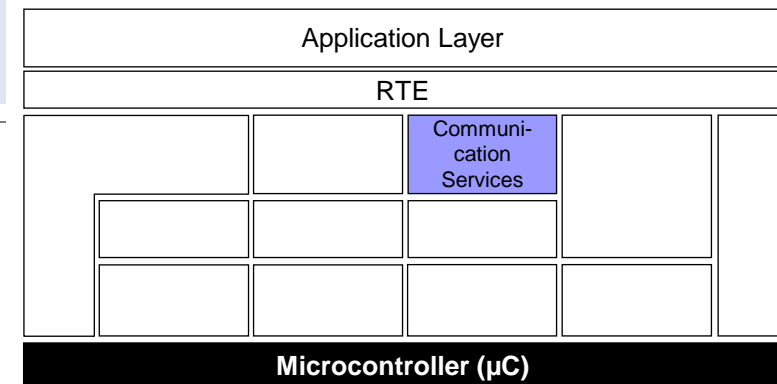 Application Layer
RTE
Communi-
cation
Services
Microcontroller (µC)